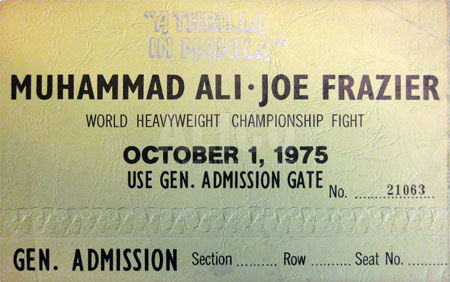 "A THRILLA
IN MANILA"
MUHAMMAD ALI · JOE FRAZIER
WORLD HEAVYWEIGHT CHAMPIONSHIP FIGHT
OCTOBER 1, 1975
USE GEN. ADMISSION GATE
No. ........21063........
GEN. ADMISSION Section .......... Row .......... Seat No. ..........